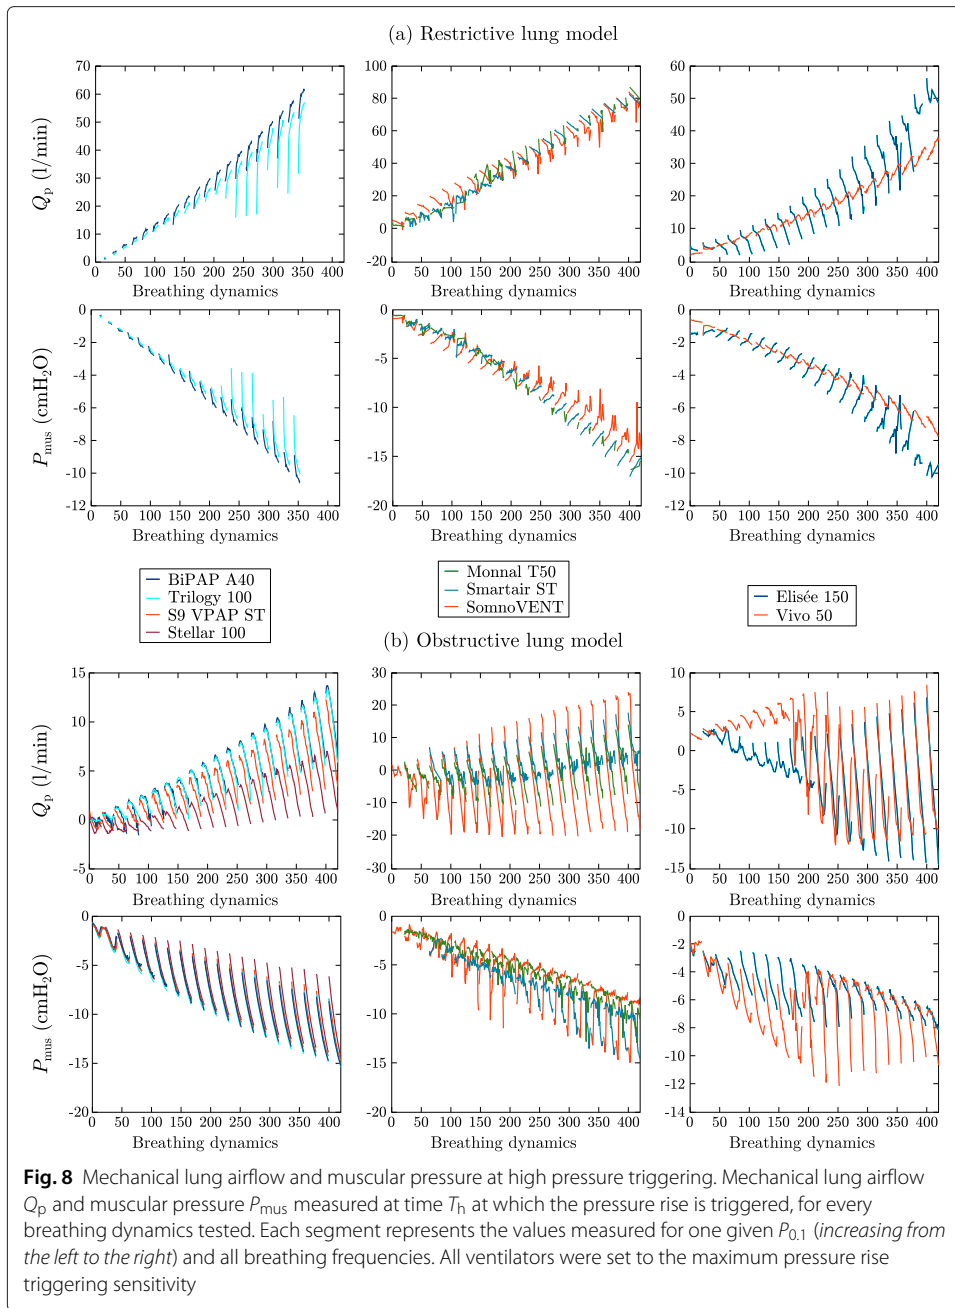 (a) Restrictive lung model
70
60
50
40
30
20
10
0
0 50 100 150 200 250 300 350 400
Qp (l/min)
Breathing dynamics
100
80
60
40
20
0
-20
0 50 100 150 200 250 300 350 400
Breathing dynamics
60
50
40
30
20
10
0
0 50 100 150 200 250 300 350 400
Breathing dynamics
0
-2
-4
-6
-8
-10
-12
0 50 100 150 200 250 300 350 400
Pmus (cmH2O)
Breathing dynamics
0
-5
-10
-15
-20
0 50 100 150 200 250 300 350 400
Breathing dynamics
0
-2
-4
-6
-8
-10
-12
0 50 100 150 200 250 300 350 400
Breathing dynamics
BiPAP A40
Trilogy 100
S9 VPAP ST
Stellar 100
Monnal T50
Smartair ST
SomnoVENT
Elisée 150
Vivo 50
(b) Obstructive lung model
15
10
5
0
-5
0 50 100 150 200 250 300 350 400
Qp (l/min)
Breathing dynamics
30
20
10
0
-10
-20
-30
0 50 100 150 200 250 300 350 400
Breathing dynamics
10
5
0
-5
-10
-15
0 50 100 150 200 250 300 350 400
Breathing dynamics
0
-5
-10
-15
-20
0 50 100 150 200 250 300 350 400
Pmus (cmH2O)
Breathing dynamics
0
-5
-10
-15
-20
0 50 100 150 200 250 300 350 400
Breathing dynamics
0
-2
-4
-6
-8
-10
-12
-14
0 50 100 150 200 250 300 350 400
Breathing dynamics
Fig. 8 Mechanical lung airflow and muscular pressure at high pressure triggering. Mechanical lung airflow
Qp and muscular pressure Pmus measured at time Th at which the pressure rise is triggered, for every
breathing dynamics tested. Each segment represents the values measured for one given P0.1 (increasing from
the left to the right) and all breathing frequencies. All ventilators were set to the maximum pressure rise
triggering sensitivity